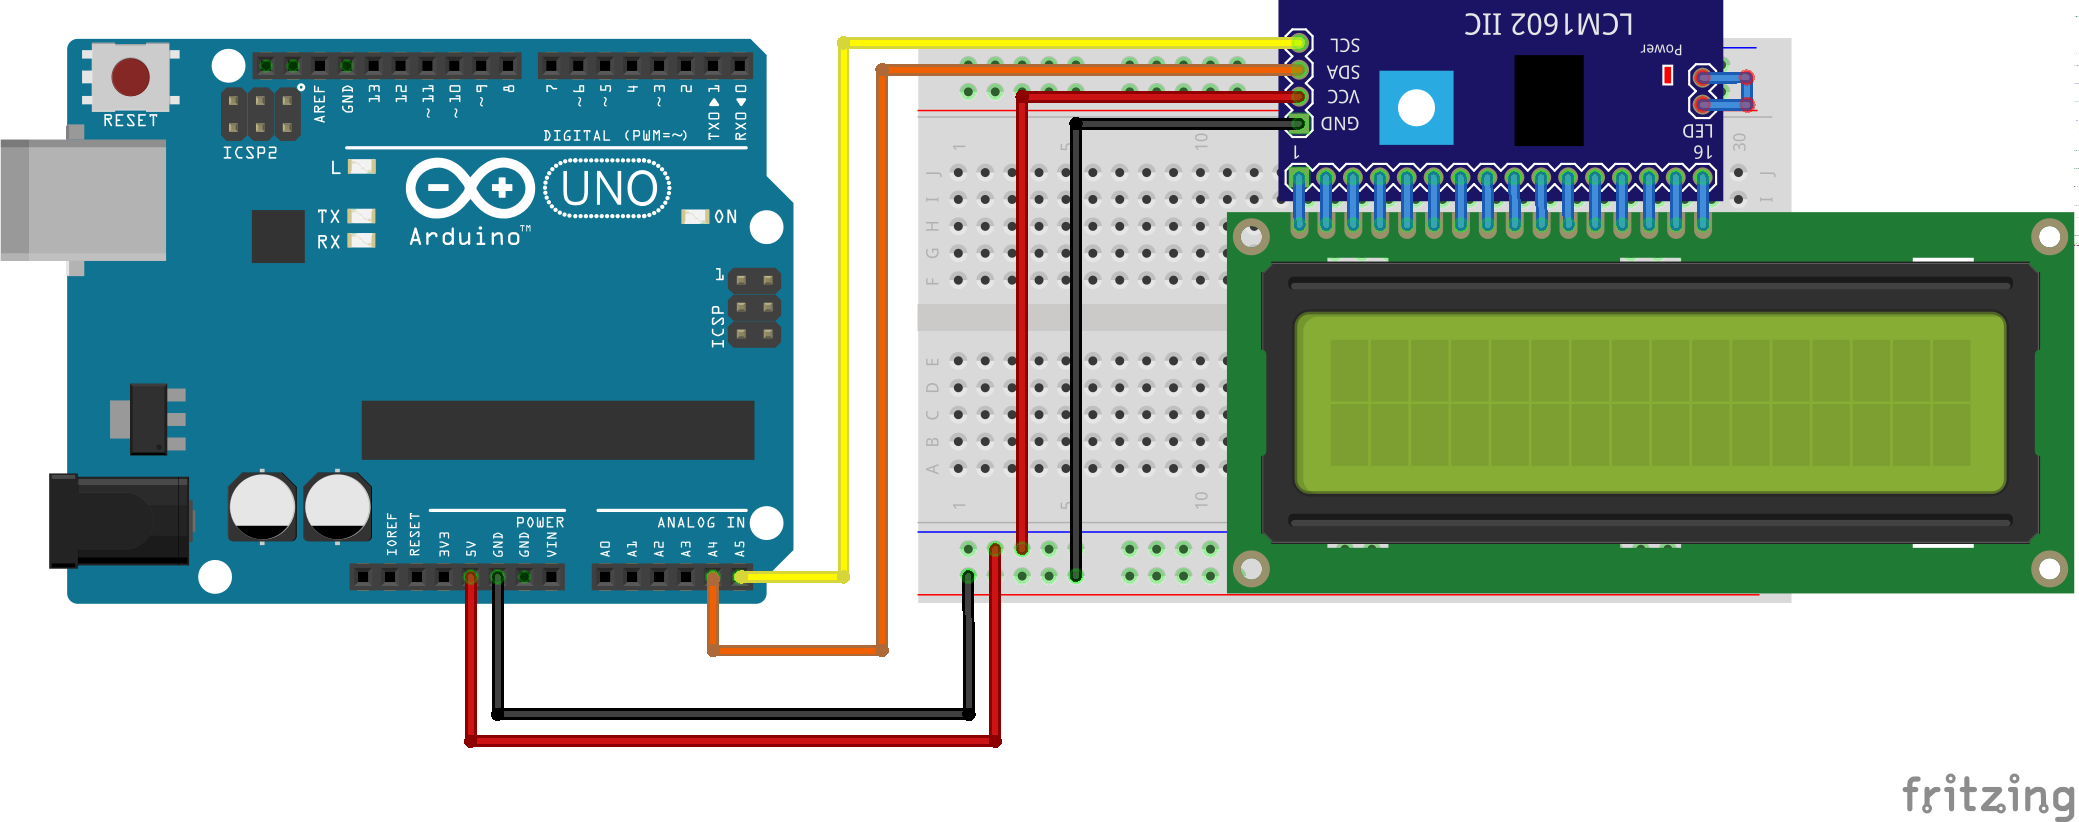 RESET
ICSP2
AREF
GND
13
12
~11
~10
~9
8
7
~6
~5
4
~3
2
TX0▲1
RX0▼0
DIGITAL (PWM=~)
L
TX
RX
UNO
Arduino™
ON
1
ICSP
IOREF
RESET
3V3
5V
GND
GND
VIN
POWER
A0
A1
A2
A3
A4
A5
ANALOG IN
LCM1602 IIC
SCL
SDA
VCC
GND
Power
LED
1
16
1
5
10
30
J
I
H
G
F
J
I
E
D
C
B
A
1
5
10
fritzing